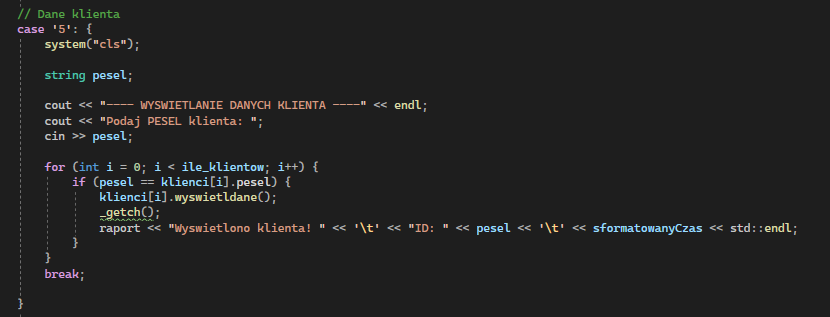 // Dane klienta
case '5': {
    system("cls");
    string pesel;
    cout << "---- WYSWIETLANIE DANYCH KLIENTA ----" << endl;
    cout << "Podaj PESEL klienta: ";
    cin >> pesel;
    for (int i = 0; i < ile_klientow; i++) {
        if (pesel == klienci[i].pesel) {
            klienci[i].wyswietldane();
            _getch();
            raport << "Wyswietlono klienta! " << '\t' << "ID: " << pesel << '\t' << sformatowanyCzas << std::endl;
        }
    }
    break;
}